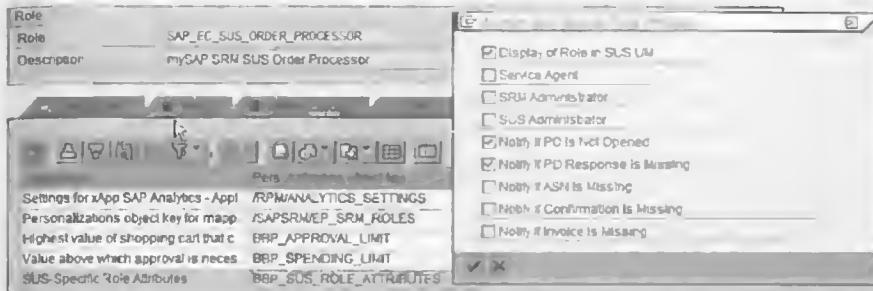 Role
Role SAP_EC_SUS_ORDER_PROCESSOR
Description mySAP SRM SUS Order Processor
Settings for xApp SAP Analytics - Appl /RPM/ANALYTICS_SETTINGS
Personalizations object key for mapp /SAPSRM/EP_SRM_ROLES
Highest value of shopping cart that c BBP_APPROVAL_LIMIT
Value above which approval is neces BBP_SPENDING_LIMIT
SUS-Specific Role Attributes BBP_SUS_ROLE_ATTRIBUTES
Display of Role in SUS UM
Service Agent
SRM Administrator
SUS Administrator
Notify if PO Is Not Opened
Notify if PO Response Is Missing
Notify if ASN Is Missing
Notify if Confirmation Is Missing
Notify if Invoice Is Missing